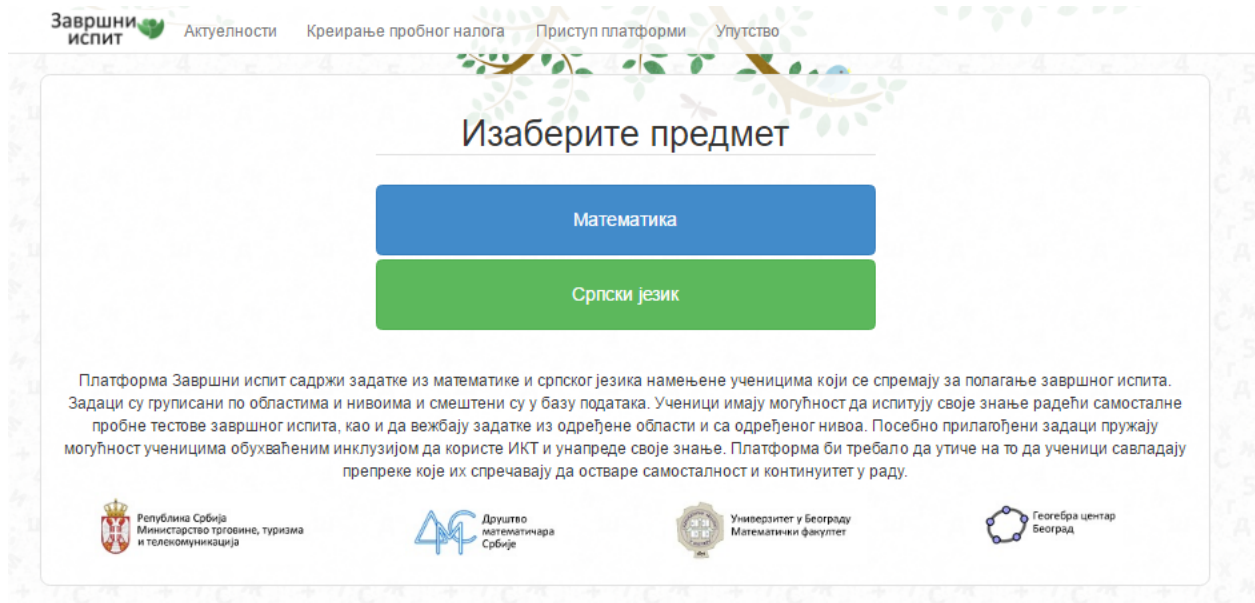 Завршни
испит
Актуелности Креирање пробног налога Приступ платформи Упутство
Изаберите предмет
Математика
Српски језик
Платформа Завршни испит садржи задатке из математике и српског језика намењене ученицима који се спремају за полагање завршног испита.
Задаци су груписани по областима и нивоима и смештени су у базу података. Ученици имају могућност да испитују своје знање радећи самосталне
пробне тестове завршног испита, као и да вежбају задатке из одређене области и са одређеног нивоа. Посебно прилагођени задаци пружају
могућност ученицима обухваћеним инклузијом да користе ИКТ и унапреде своје знање. Платформа би требало да утиче на то да ученици савладају
препреке које их спречавају да остваре самосталност и континуитет у раду.
Република Србија
Министарство трговине, туризма
и телекомуникација
Друштво
математичара
Србије
Универзитет у Београду
Математички факултет
Геогебра центар
Београд